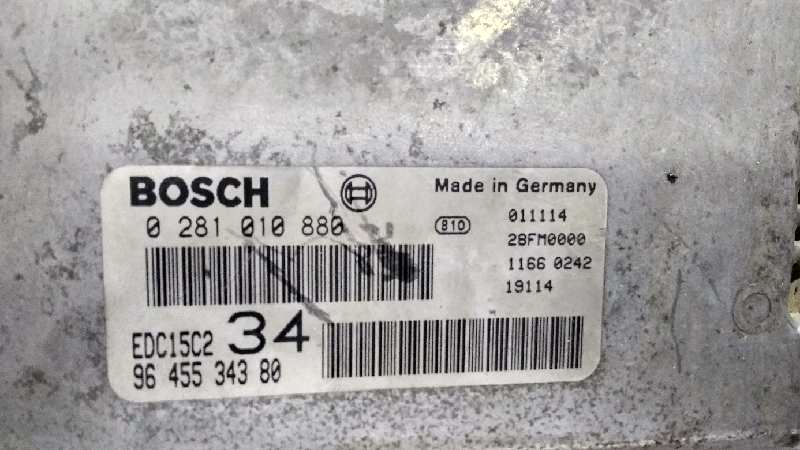 BOSCH
Made in Germany
0 281 010 880
810
011114
28FM0000
1166 0242
19114
EDC15C2
34
96 455 343 80